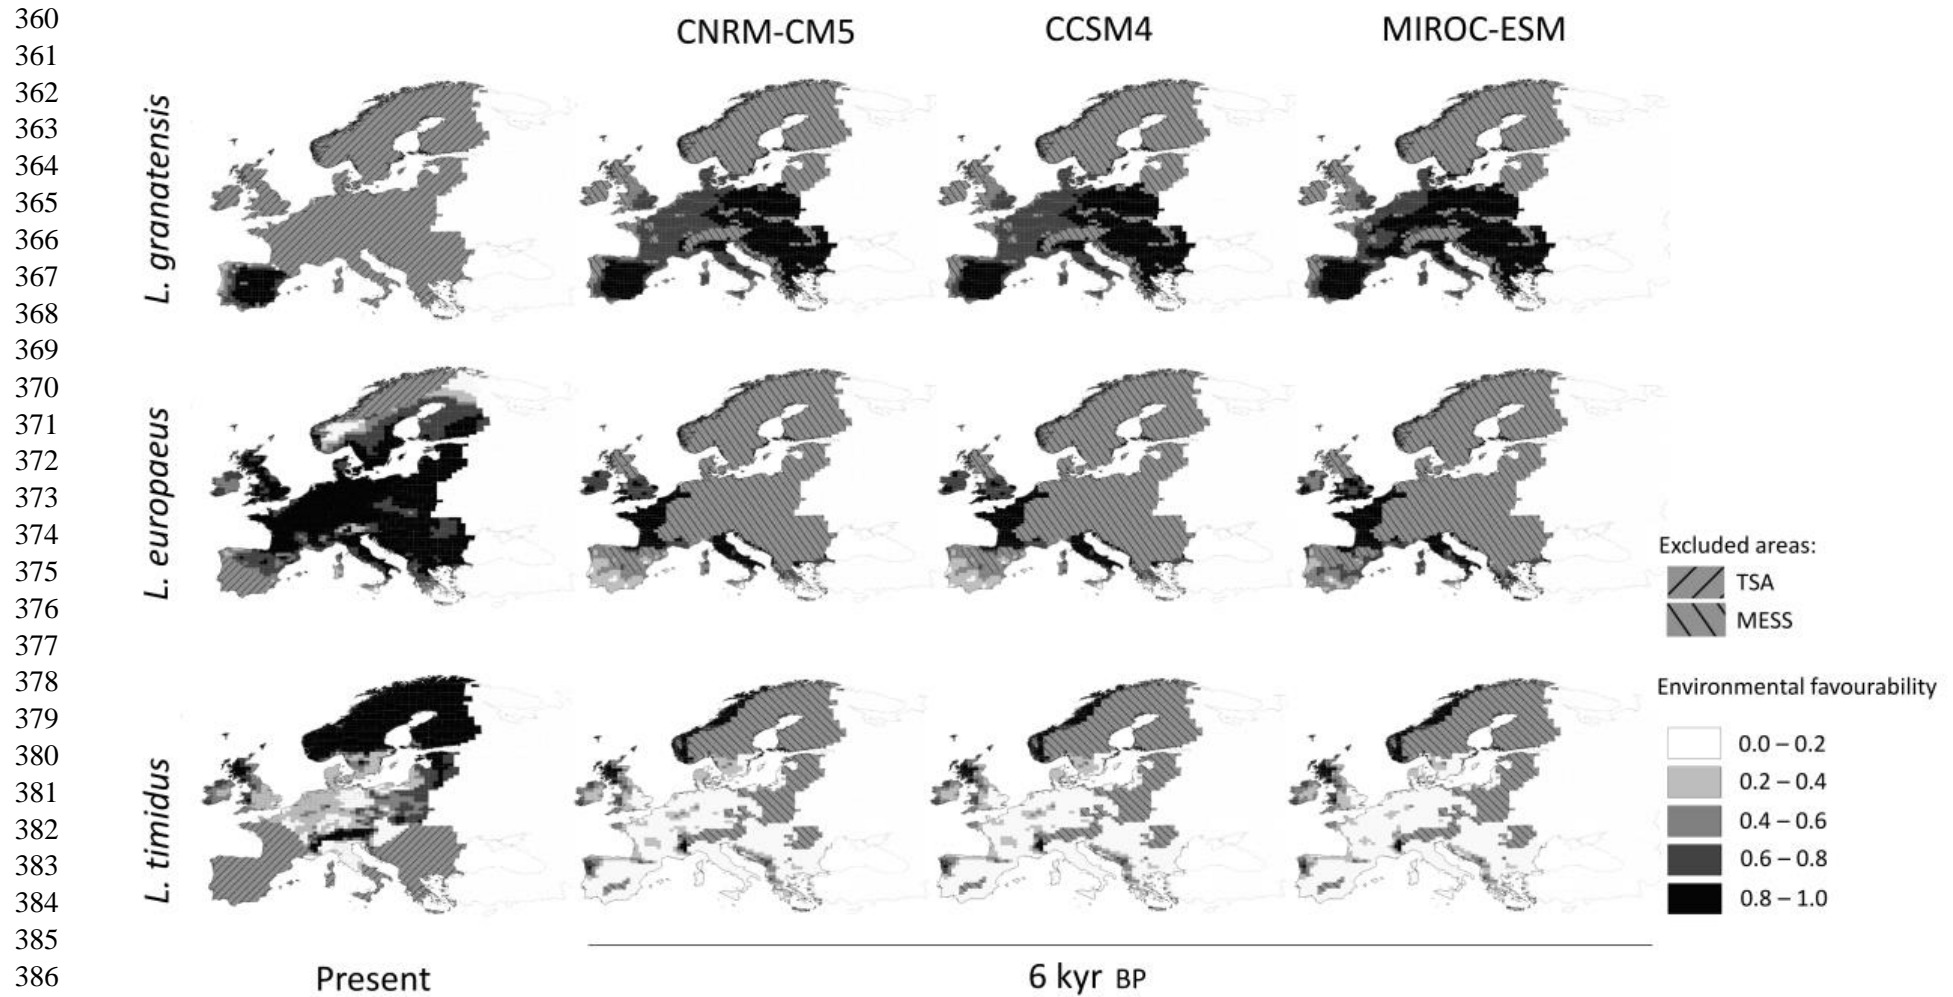 360
CNRM-CM5 CCSM4 MIROC-ESM
361
362
363
364
365
366
367
368
L. granatensis
369
370
371
372
373
374
375
376
L. europaeus
Excluded areas:
TSA
MESS
377
378
379
380
381
382
383
384
L. timidus
Environmental favourability
0.0 – 0.2
0.2 – 0.4
0.4 – 0.6
0.6 – 0.8
0.8 – 1.0
385
386
Present 6 kyr BP